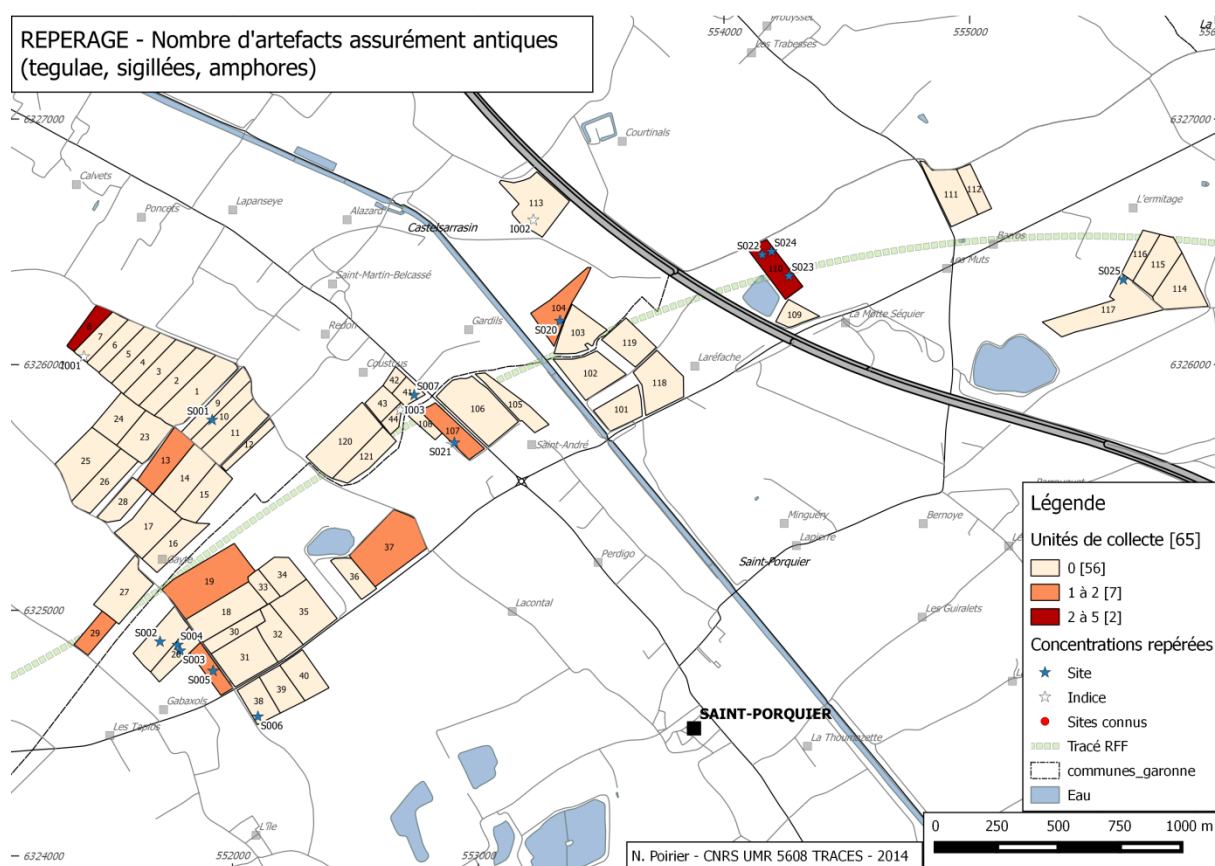 REPERAGE - Nombre d'artefacts assurément antiques
(tegulae, sigillées, amphores)
554000
555000
Les Trabesses
6327000
6327000
Courtinals
Calvets
Poncets
Lapanseye
Alazard
Castelsarrasin
113
I002
111
112
L'ermitage
Barros
Les Muts
S022
S024
110
S023
109
La Motte Séquier
116
115
S025
114
117
Saint-Martin-Belcassé
Redon
Gardils
Coustous
104
S020
103
119
102
118
101
Laréfache
6326000
6326000
8
7
6
5
4
3
2
1
I001
S001
9
10
11
12
24
23
13
14
15
25
26
28
17
16
42
41
S007
43
I003
44
108
107
S021
106
105
120
121
Saint-André
Gayre
27
29
19
18
37
36
34
33
35
30
32
31
S002
S004
S003
S005
38
39
40
S006
Gabaxols
Les Tapios
6325000
6325000
Perdigo
Lacontal
Minguéry
Lapierre
Saint-Porquier
Bernoye
Les Guiralets
SAINT-PORQUIER
La Thoumazette
L'île
6324000
552000
553000
Légende
Unités de collecte [65]
0 [56]
1 à 2 [7]
2 à 5 [2]
Concentrations repérées
Site
Indice
Sites connus
Tracé RFF
communes_garonne
Eau
0 250 500 750 1000 m
N. Poirier - CNRS UMR 5608 TRACES - 2014